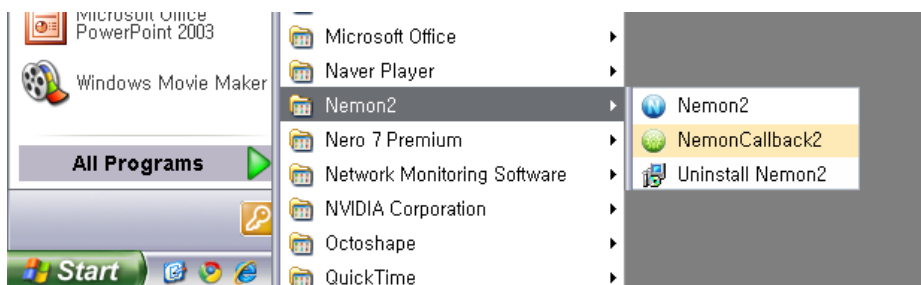 Microsoft Office
PowerPoint 2003
Windows Movie Maker
All Programs
Start
Microsoft Office
Naver Player
Nemon2
Nero 7 Premium
Network Monitoring Software
NVIDIA Corporation
Octoshape
QuickTime
Nemon2
NemonCallback2
Uninstall Nemon2